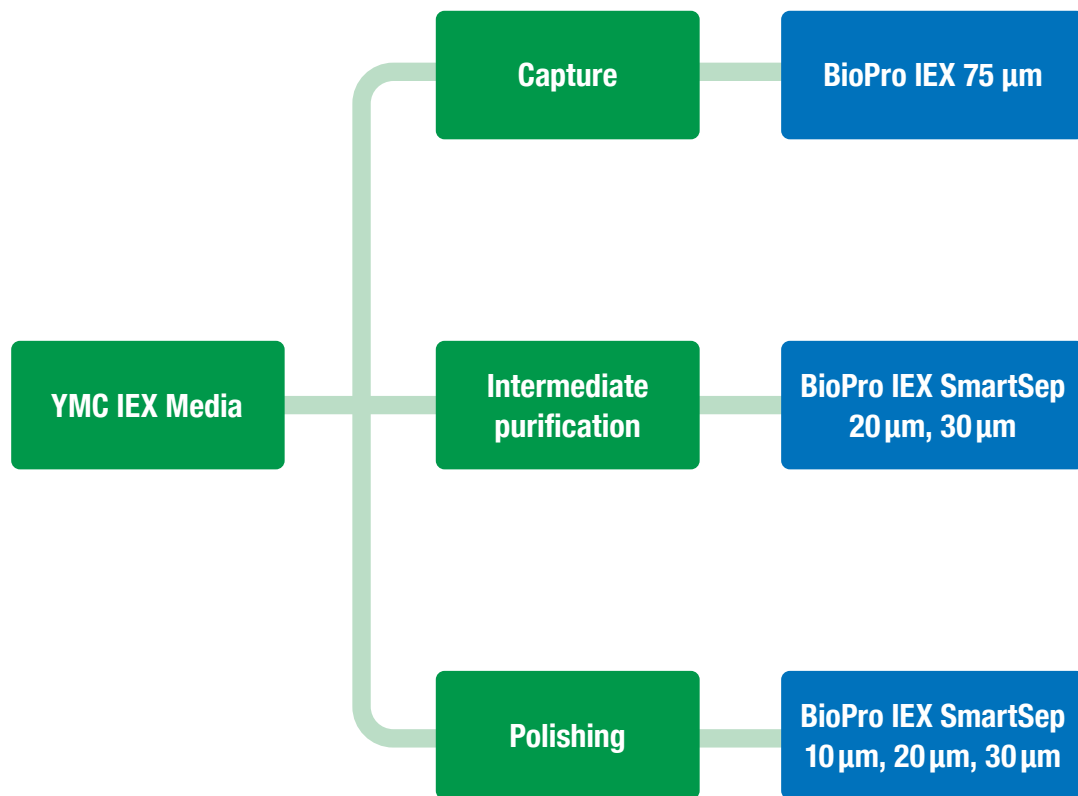 Capture
BioPro IEX 75 µm
YMC IEX Media
Intermediate
purification
BioPro IEX SmartSep
20 µm, 30 µm
Polishing
BioPro IEX SmartSep
10 µm, 20 µm, 30 µm